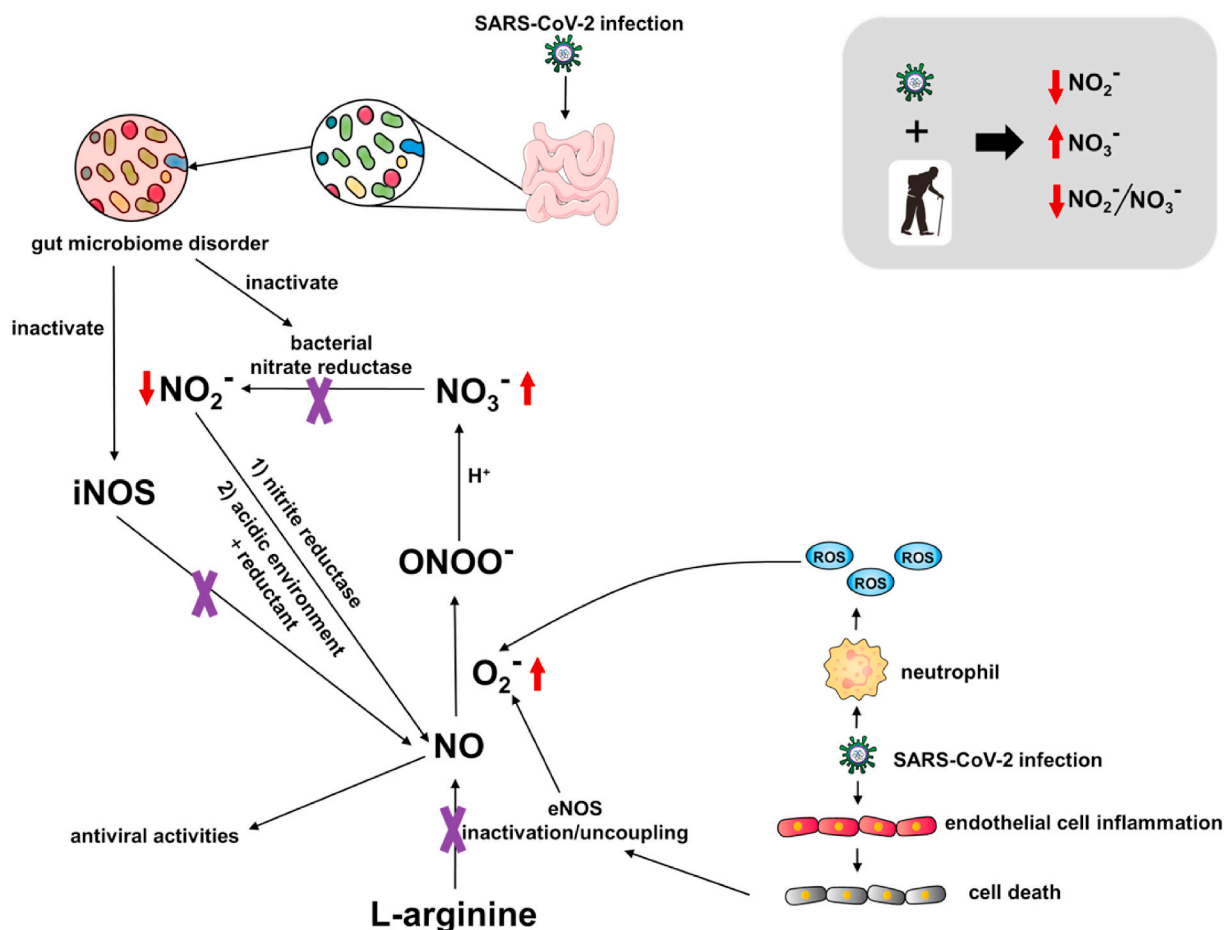 SARS-CoV-2 infection
+
NO₂⁻
NO₃⁻
NO₂⁻/NO₃⁻
gut microbiome disorder
inactivate
inactivate
bacterial
nitrate reductase
NO₂⁻
NO₃⁻
iNOS
1) nitrite reductase
2) acidic environment
+ reductant
H⁺
ONOO⁻
ROS
ROS
ROS
O₂⁻
neutrophil
NO
SARS-CoV-2 infection
eNOS
inactivation/uncoupling
antiviral activities
endothelial cell inflammation
cell death
L-arginine